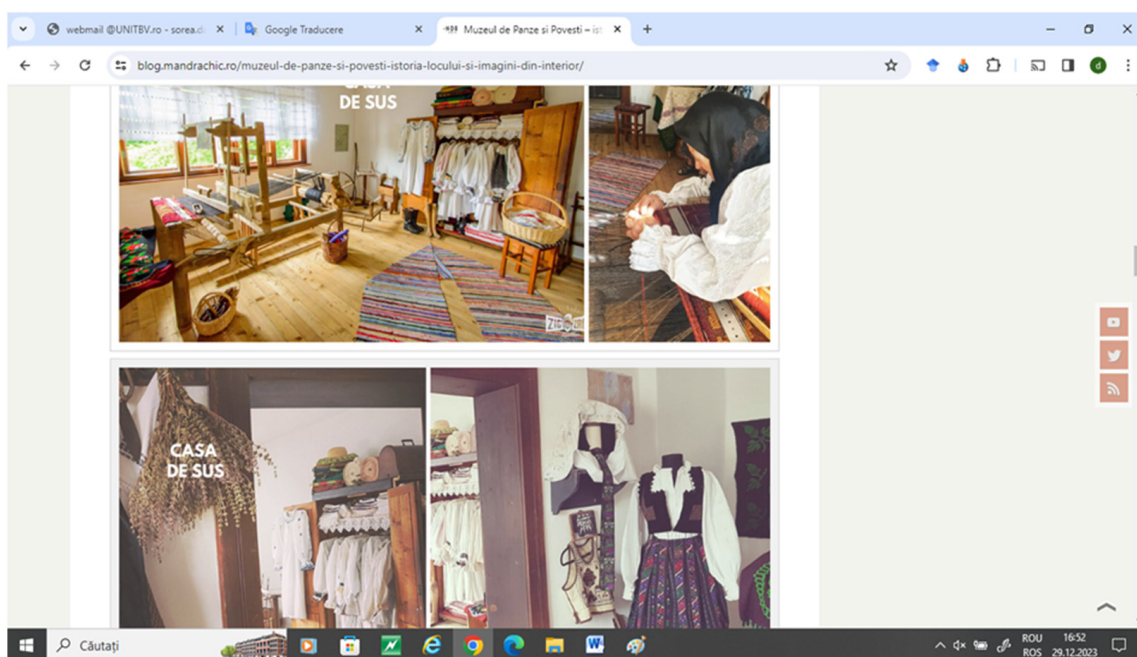 webmail @UNITBV.ro - sorea.d
Google Traducere
Muzeul de Panze si Povesti – ist
blog.mandrachic.ro/muzeul-de-panze-si-povesti-istoria-locului-si-imagini-din-interior/
d
CASA
DE SUS
CASA
DE SUS
Căutați
ROU
16:52
ROS
29.12.2023